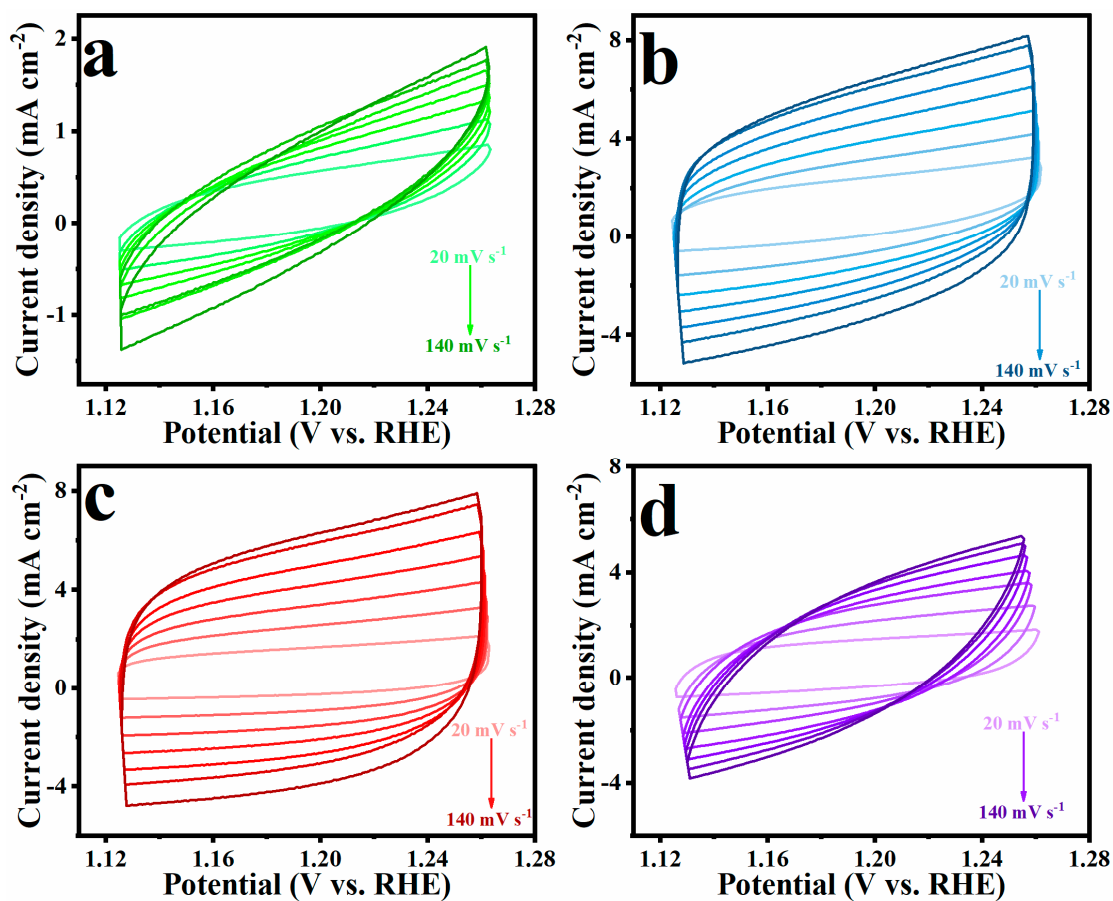 a
2
1
0
-1
Current density (mA cm-2)
20 mV s-1
140 mV s-1
1.12 1.16 1.20 1.24 1.28
Potential (V vs. RHE)
b
8
4
0
-4
Current density (mA cm-2)
20 mV s-1
140 mV s-1
1.12 1.16 1.20 1.24 1.28
Potential (V vs. RHE)
c
8
4
0
-4
Current density (mA cm-2)
20 mV s-1
140 mV s-1
1.12 1.16 1.20 1.24 1.28
Potential (V vs. RHE)
d
8
4
0
-4
Current density (mA cm-2)
20 mV s-1
140 mV s-1
1.12 1.16 1.20 1.24 1.28
Potential (V vs. RHE)